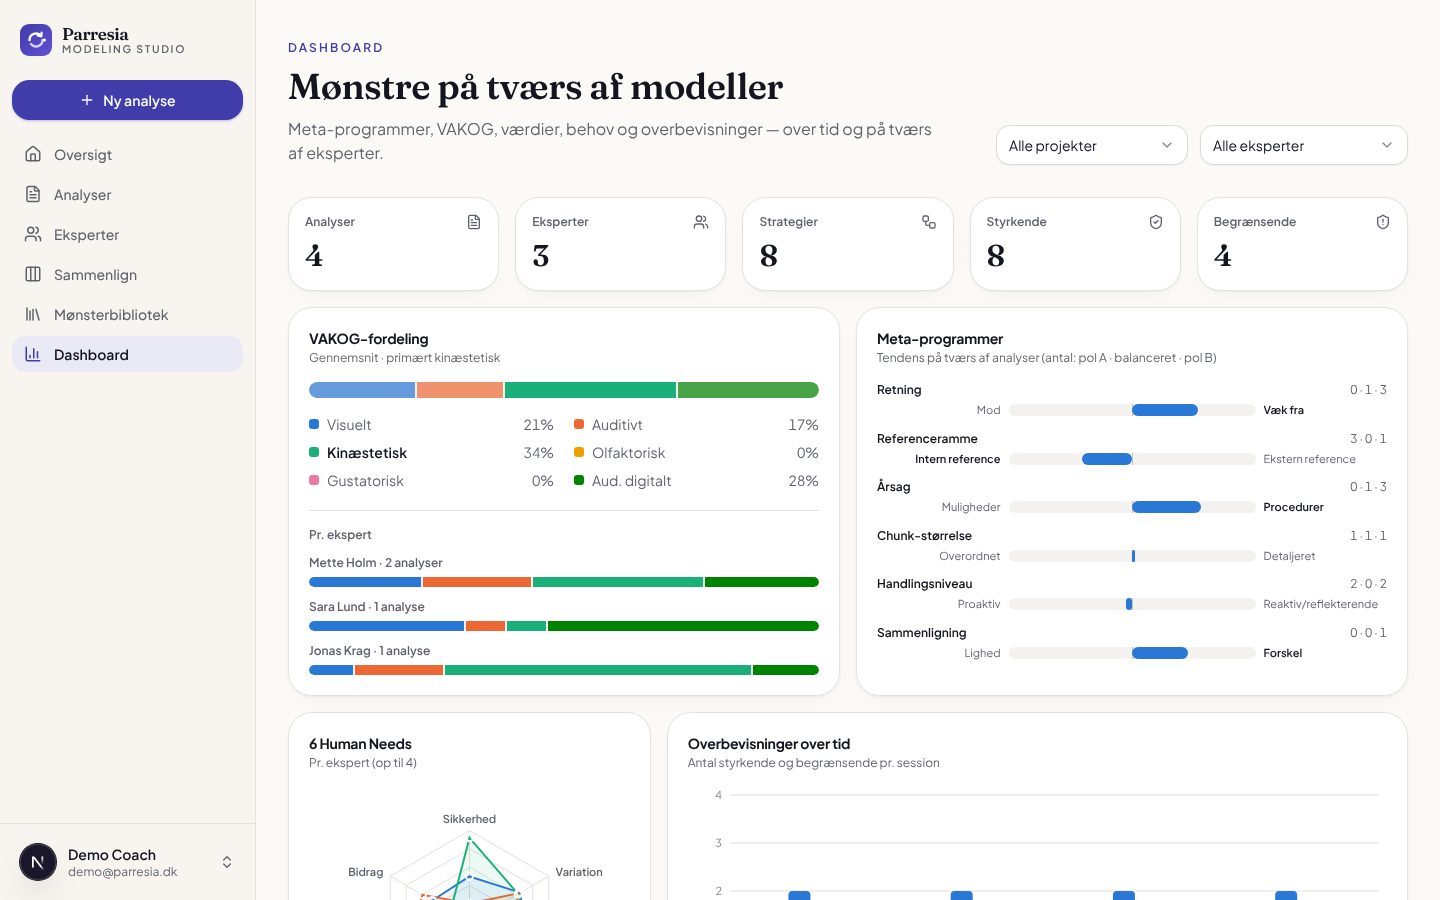 Parresia
MODELING STUDIO
Ny analyse
Oversigt
Analyser
Eksperter
Sammenlign
Mønsterbibliotek
Dashboard
N
Demo Coach
demo@parresia.dk
DASHBOARD
Mønstre på tværs af modeller
Meta-programmer, VAKOG, værdier, behov og overbevisninger — over tid og på tværs
af eksperter.
Alle projekter
Alle eksperter
Analyser
4
Eksperter
3
Strategier
8
Styrkende
8
Begrænsende
4
VAKOG-fordeling
Gennemsnit · primært kinæstetisk
Visuelt 21%
Auditivt 17%
Kinæstetisk 34%
Olfaktorisk 0%
Gustatorisk 0%
Aud. digitalt 28%
Pr. ekspert
Mette Holm · 2 analyser
Sara Lund · 1 analyse
Jonas Krag · 1 analyse
Meta-programmer
Tendens på tværs af analyser (antal: pol A · balanceret · pol B)
Retning 0 · 1 · 3
Mod Væk fra
Referenceramme 3 · 0 · 1
Intern reference Ekstern reference
Årsag 0 · 1 · 3
Muligheder Procedurer
Chunk-størrelse 1 · 1 · 1
Overordnet Detaljeret
Handlingsniveau 2 · 0 · 2
Proaktiv Reaktiv/reflekterende
Sammenligning 0 · 0 · 1
Lighed Forskel
6 Human Needs
Pr. ekspert (op til 4)
Sikkerhed
Bidrag
Variation
Overbevisninger over tid
Antal styrkende og begrænsende pr. session
4
3
2